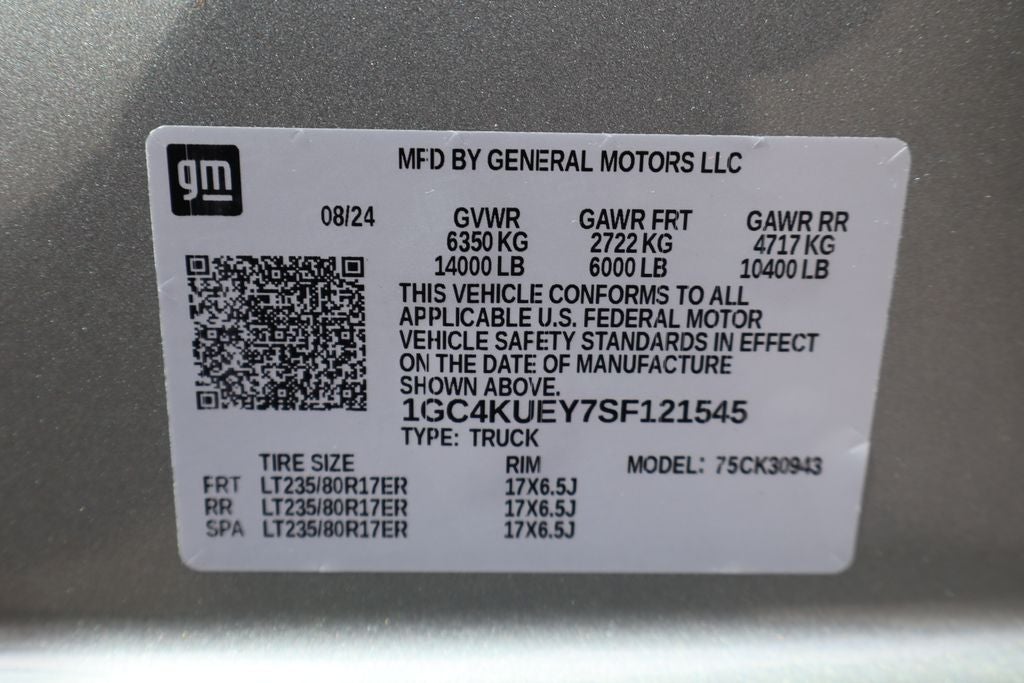 gm
MFD BY GENERAL MOTORS LLC
08/24 GVWR GAWR FRT GAWR RR
6350 KG 2722 KG 4717 KG
14000 LB 6000 LB 10400 LB
THIS VEHICLE CONFORMS TO ALL
APPLICABLE U.S. FEDERAL MOTOR
VEHICLE SAFETY STANDARDS IN EFFECT
ON THE DATE OF MANUFACTURE
SHOWN ABOVE.
1GC4KUEY7SF121545
TYPE: TRUCK
TIRE SIZE RIM MODEL: 75CK30943
FRT LT235/80R17ER 17X6.5J
RR LT235/80R17ER 17X6.5J
SPA LT235/80R17ER 17X6.5J